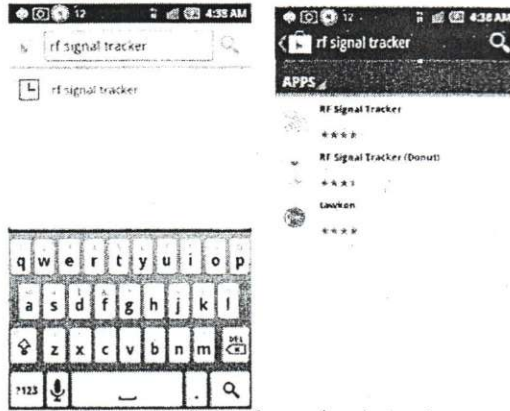 12 4:35 AM
rf signal tracker
rf signal tracker
q w e r t y u i o p
a s d f g h j k l
z x c v b n m DEL
?123 .
12 4:38 AM
rf signal tracker
APPS
RF Signal Tracker
RF Signal Tracker (Donut)
Lawken